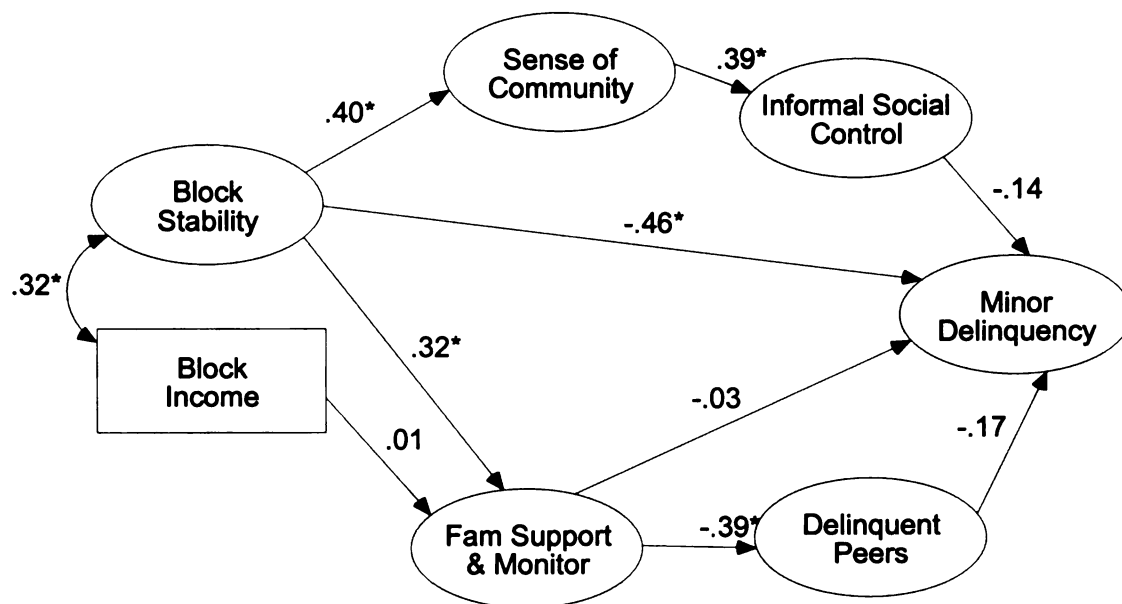 Sense of
Community
.39*
Informal Social
Control
.40*
Block
Stability
-.14
-.46*
.32*
Minor
Delinquency
Block
Income
.32*
-.03
.01
-.17
Fam Support
& Monitor
-.39*
Delinquent
Peers